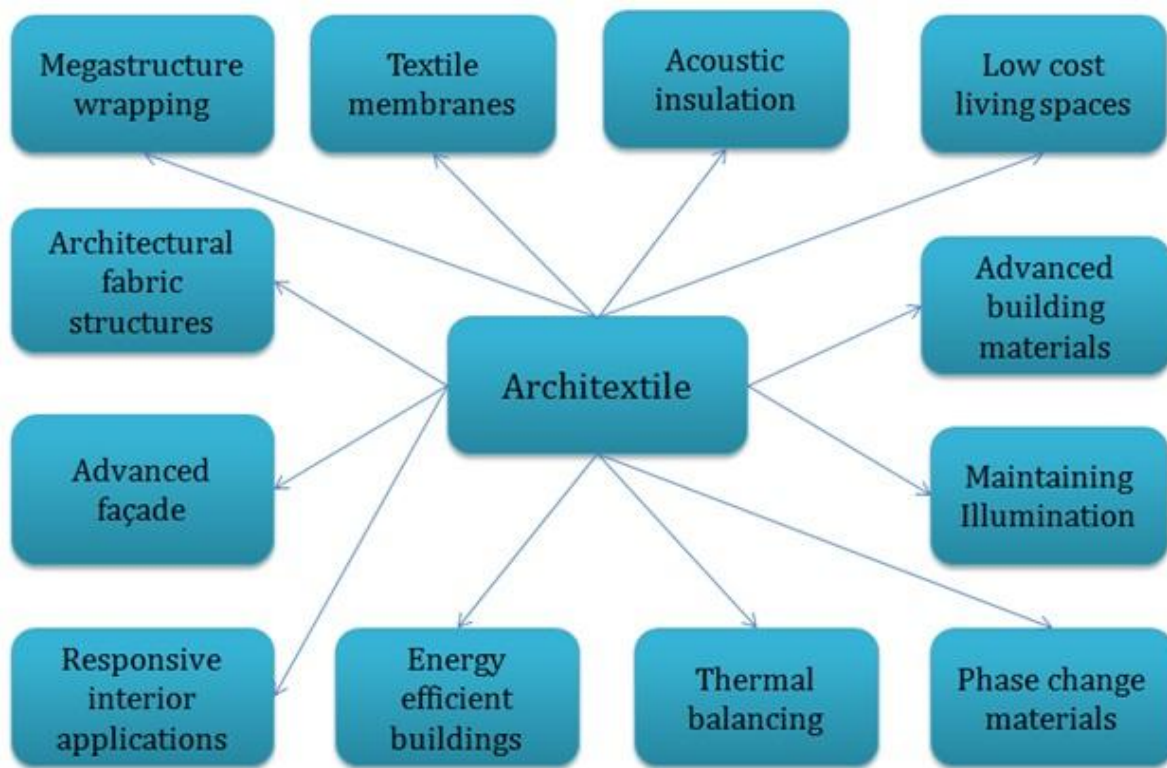 Megastructure
wrapping
Textile
membranes
Acoustic
insulation
Low cost
living spaces
Architectural
fabric
structures
Advanced
building
materials
Architextile
Advanced
façade
Maintaining
Illumination
Responsive
interior
applications
Energy
efficient
buildings
Thermal
balancing
Phase change
materials